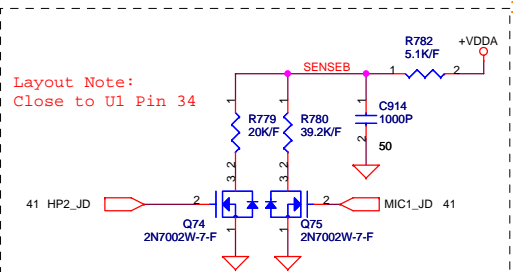 R782
5.1K/F
+VDDA
SENSEB
1 2
Layout Note:
Close to U1 Pin 34
1 1 1
R779
20K/F
R780
39.2K/F
C914
1000P
2 2 2
50
3 3
41 HP2_JD
2 2
MIC1_JD 41
1 1
Q74
2N7002W-7-F
Q75
2N7002W-7-F